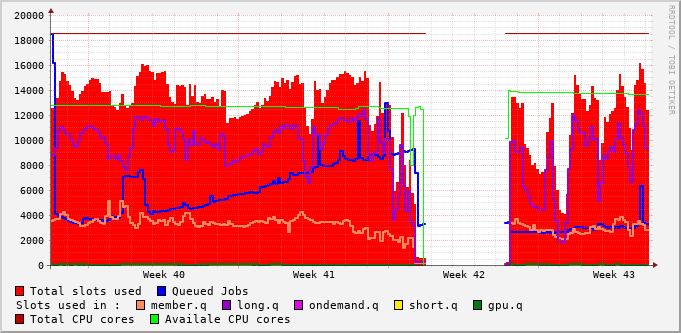 20000
18000
16000
14000
12000
10000
8000
6000
4000
2000
0
Week 40 Week 41 Week 42 Week 43
RRDTOOL / TOBI OETIKER
Total slots used Queued Jobs
Slots used in : member.q long.q ondemand.q short.q gpu.q
Total CPU cores Availale CPU cores